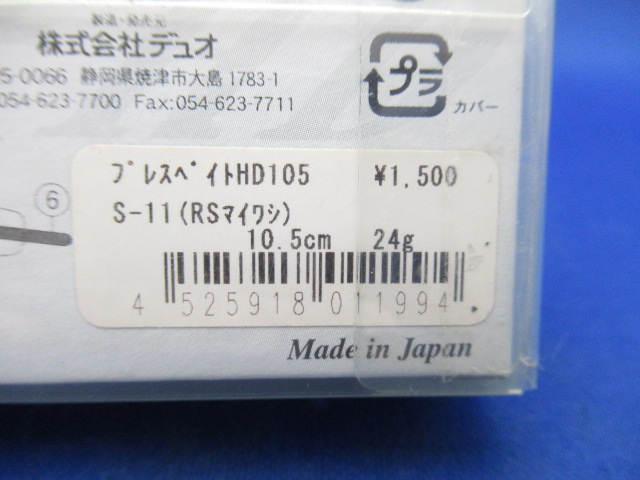 製造・発売元
株式会社デュオ
5-0066 静岡県焼津市大島 1783-1
054-623-7700 Fax:054-623-7711
プラ
カバー
6
ﾌﾟﾚｽﾍﾞｲﾄHD105 ¥1,500
S-11(RSﾏｲﾜｼ)
10.5cm 24g
4 525918 011994
Made in Japan